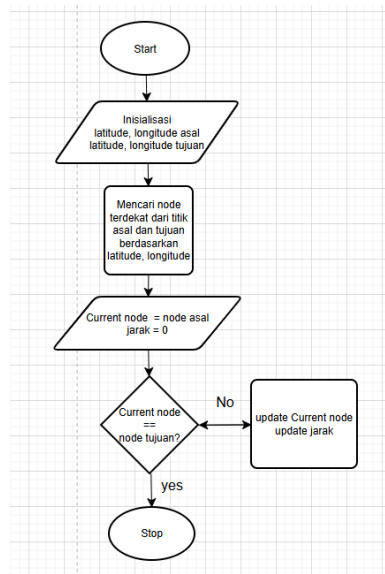 Start
Inisialisasi
latitude, longitude asal
latitude, longitude tujuan
Mencari node
terdekat dari titik
asal dan tujuan
berdasarkan
latitude, longitude
Current node  = node asal
jarak = 0
Current node
==
node tujuan?
No
update Current node
update jarak
yes
Stop